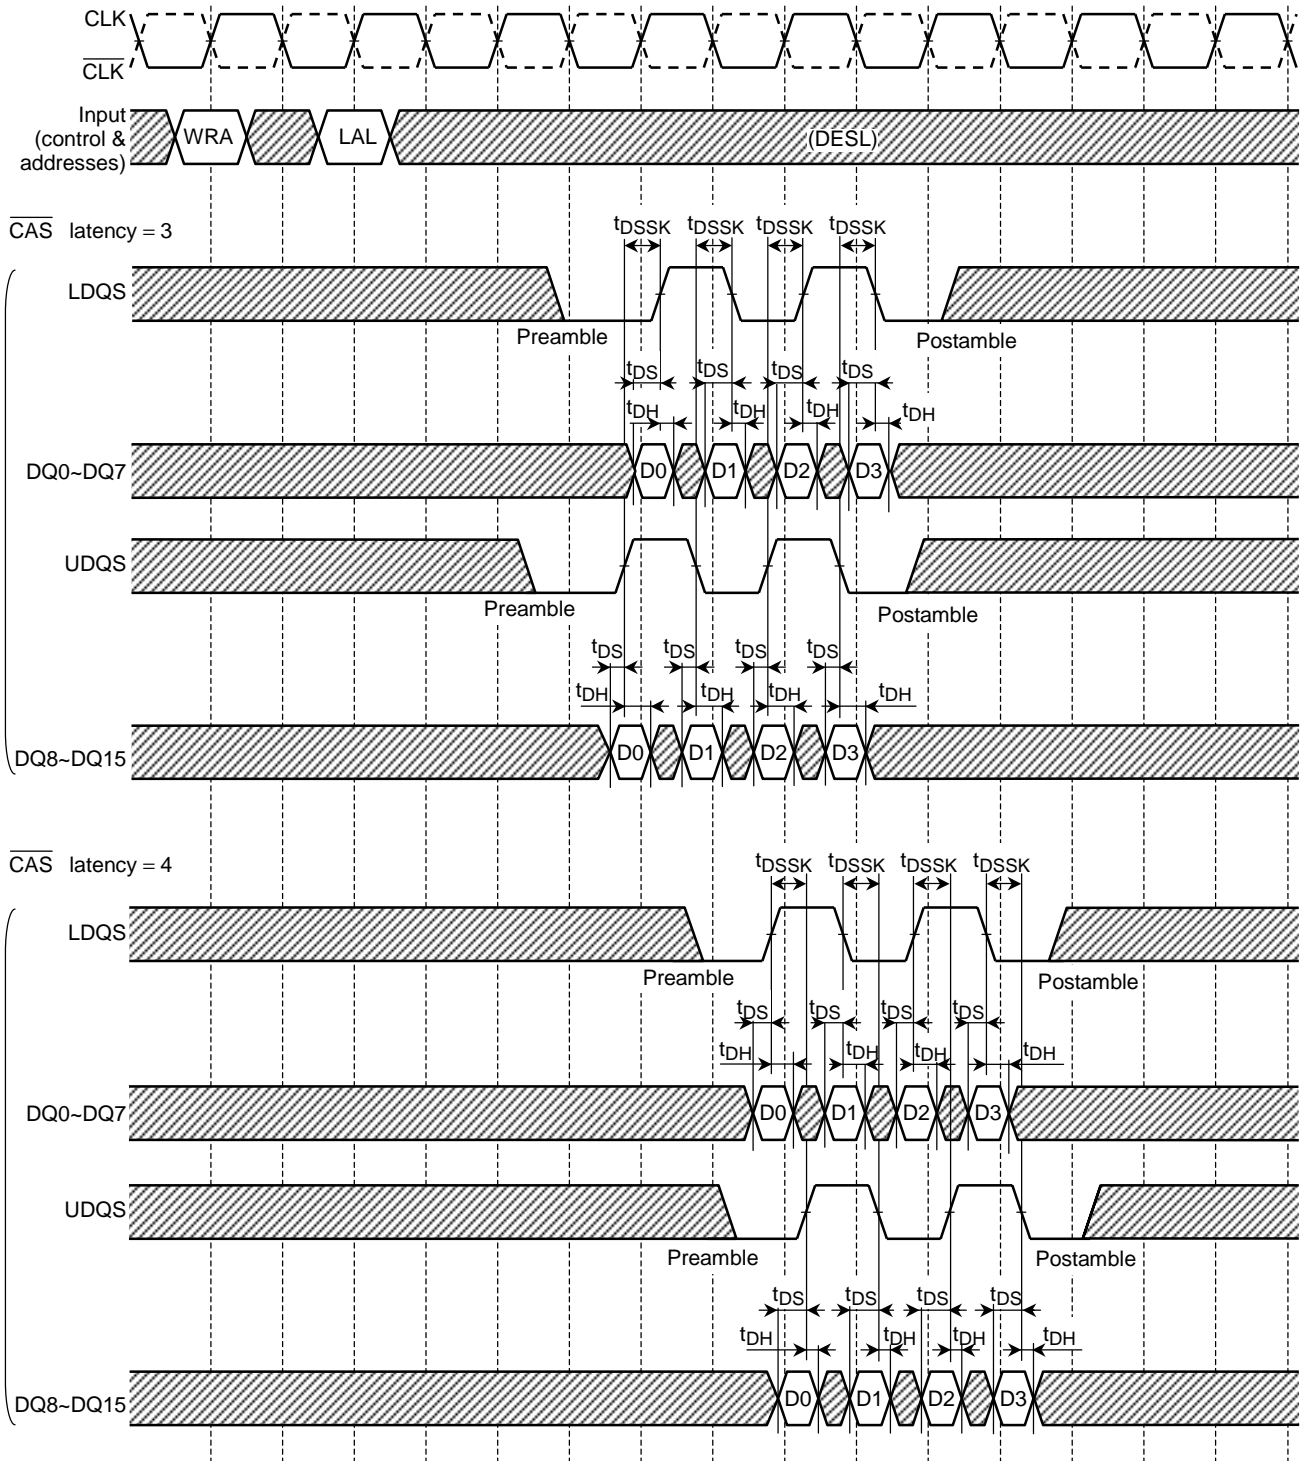 CLK
CLK
Input
(control &
addresses)
WRA
LAL
(DESL)
CAS latency = 3
tDSSK tDSSK tDSSK tDSSK
LDQS
Preamble
Postamble
tDS tDS tDS tDS
tDH tDH tDH tDH
DQ0~DQ7
D0 D1 D2 D3
UDQS
Preamble
Postamble
tDS tDS tDS tDS
tDH tDH tDH tDH
DQ8~DQ15
D0 D1 D2 D3
CAS latency = 4
tDSSK tDSSK tDSSK tDSSK
LDQS
Preamble
Postamble
tDS tDS tDS tDS
tDH tDH tDH tDH
DQ0~DQ7
D0 D1 D2 D3
UDQS
Preamble
Postamble
tDS tDS tDS tDS
tDH tDH tDH tDH
DQ8~DQ15
D0 D1 D2 D3